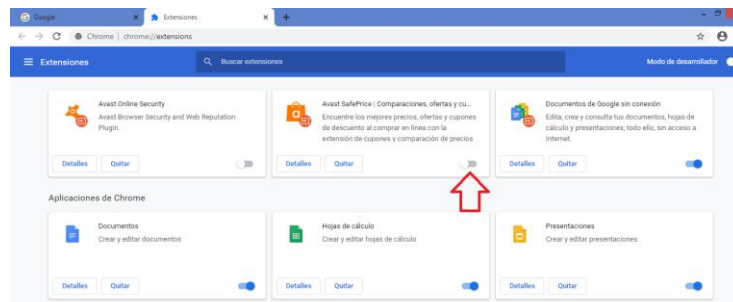 Google
Extensiones
Chrome | chrome://extensions
Extensiones
Buscar extensiones
Modo de desarrollador
Avast Online Security
Avast Browser Security and Web Reputation
Plugin.
Detalles
Quitar
Avast SafePrice | Comparaciones, ofertas y cu...
Encuentre los mejores precios, ofertas y cupones
de descuento al comprar en línea con la
extensión de cupones y comparación de precios
Detalles
Quitar
Documentos de Google sin conexión
Edita, crea y consulta tus documentos, hojas de
cálculo y presentaciones; todo ello, sin acceso a
Internet.
Detalles
Quitar
Aplicaciones de Chrome
Documentos
Crear y editar documentos
Detalles
Quitar
Hojas de cálculo
Crear y editar hojas de cálculo
Detalles
Quitar
Presentaciones
Crear y editar presentaciones
Detalles
Quitar